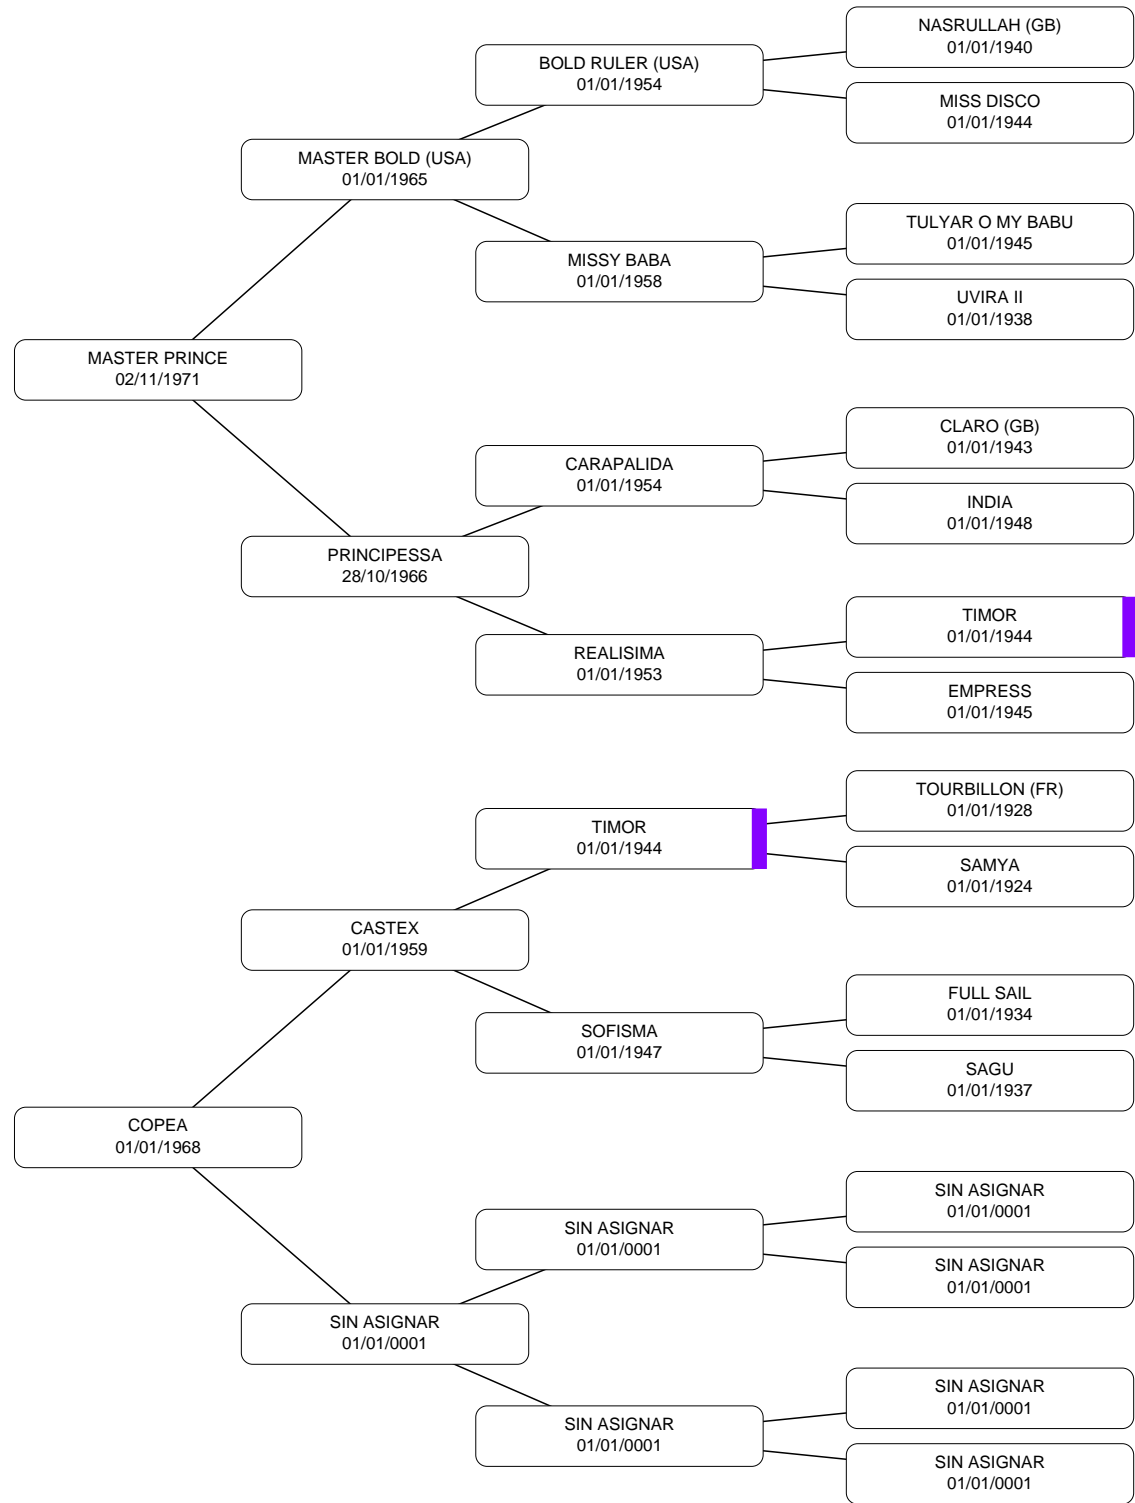 NASRULLAH (GB)
01/01/1940
BOLD RULER (USA)
01/01/1954
MISS DISCO
01/01/1944
MASTER BOLD (USA)
01/01/1965
TULYAR O MY BABU
01/01/1945
MISSY BABA
01/01/1958
UVIRA II
01/01/1938
MASTER PRINCE
02/11/1971
CLARO (GB)
01/01/1943
CARAPALIDA
01/01/1954
INDIA
01/01/1948
PRINCIPESSA
28/10/1966
TIMOR
01/01/1944
REALISIMA
01/01/1953
EMPRESS
01/01/1945
TOURBILLON (FR)
01/01/1928
TIMOR
01/01/1944
SAMYA
01/01/1924
CASTEX
01/01/1959
FULL SAIL
01/01/1934
SOFISMA
01/01/1947
SAGU
01/01/1937
COPEA
01/01/1968
SIN ASIGNAR
01/01/0001
SIN ASIGNAR
01/01/0001
SIN ASIGNAR
01/01/0001
SIN ASIGNAR
01/01/0001
SIN ASIGNAR
01/01/0001
SIN ASIGNAR
01/01/0001
SIN ASIGNAR
01/01/0001